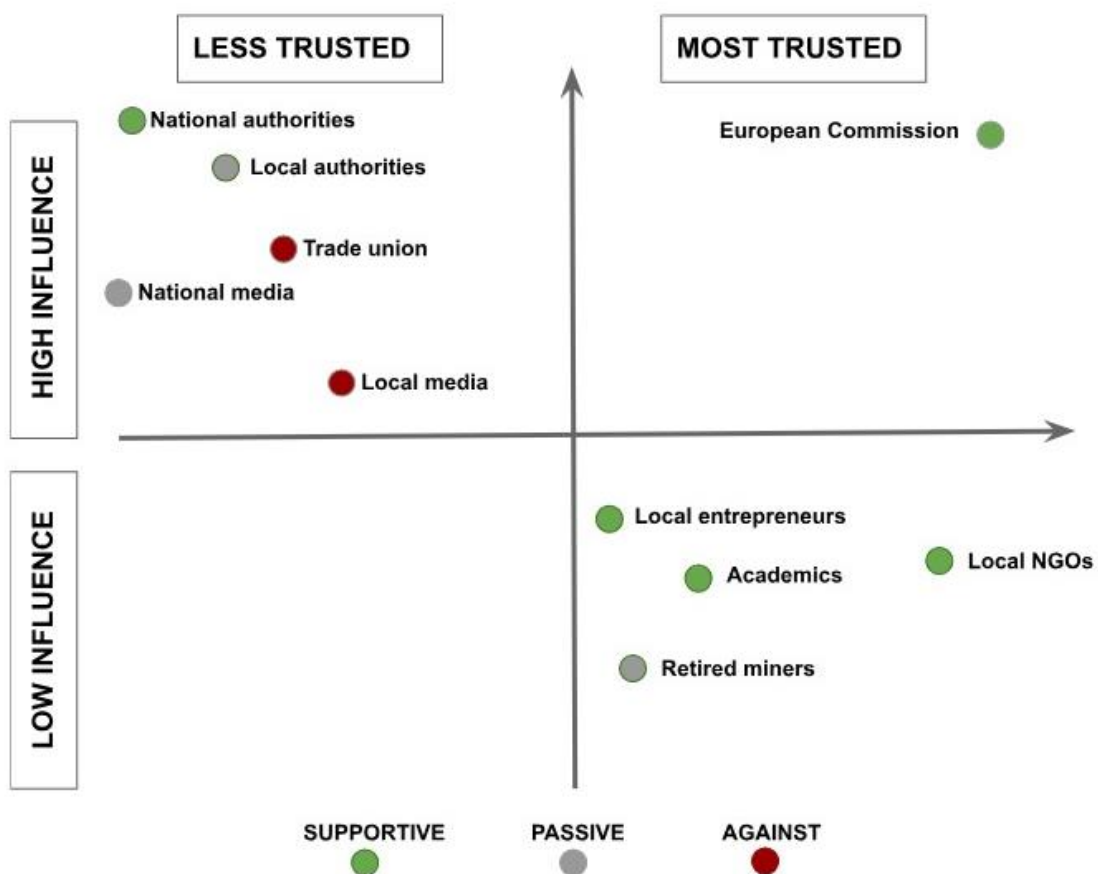 LESS TRUSTED
MOST TRUSTED
HIGH INFLUENCE
National authorities
European Commission
Local authorities
Trade union
National media
Local media
LOW INFLUENCE
Local entrepreneurs
Local NGOs
Academics
Retired miners
SUPPORTIVE
PASSIVE
AGAINST